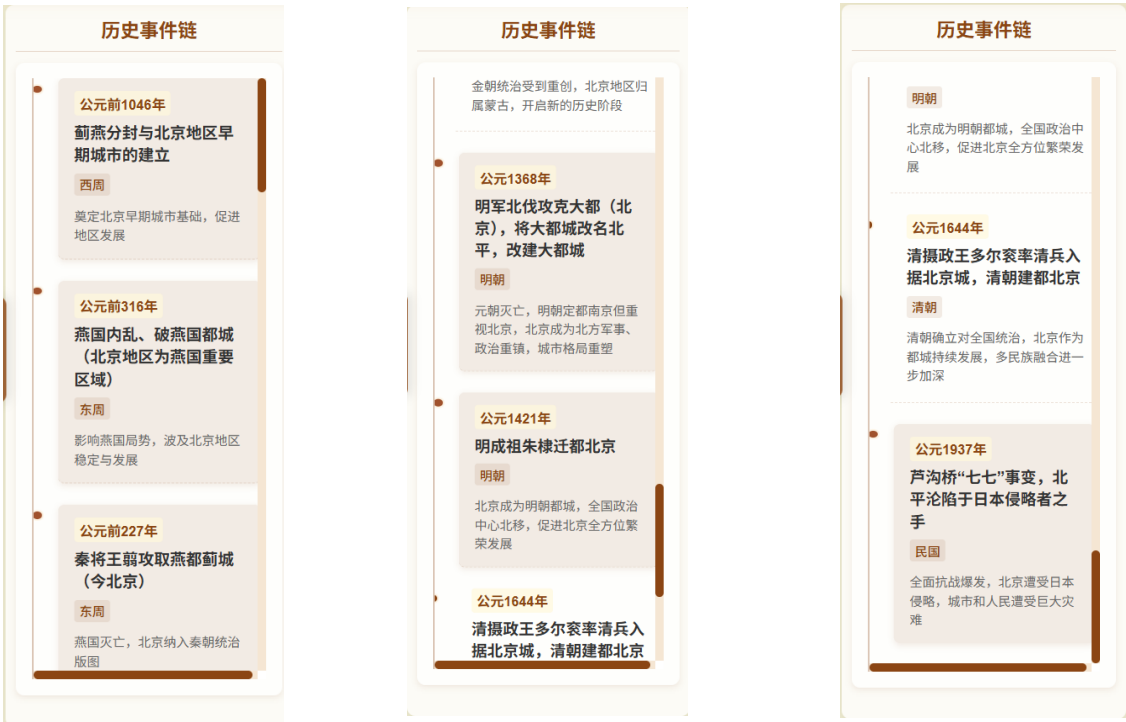 历史事件链
公元前1046年
蓟燕分封与北京地区早
期城市的建立
西周
奠定北京早期城市基础，促进
地区发展
公元前316年
燕国内乱、破燕国都城
（北京地区为燕国重要
区域）
东周
影响燕国局势，波及北京地区
稳定与发展
公元前227年
秦将王翦攻取燕都蓟城
（今北京）
东周
燕国灭亡，北京纳入秦朝统治
版图
历史事件链
金朝统治受到重创，北京地区归
属蒙古，开启新的历史阶段
公元1368年
明军北伐攻克大都（北
京），将大都城改名北
平，改建大都城
明朝
元朝灭亡，明朝定都南京但重
视北京，北京成为北方军事、
政治重镇，城市格局重塑
公元1421年
明成祖朱棣迁都北京
明朝
北京成为明朝都城，全国政治
中心北移，促进北京全方位繁
荣发展
公元1644年
清摄政王多尔衮率清兵入
据北京城，清朝建都北京
历史事件链
明朝
北京成为明朝都城，全国政治中
心北移，促进北京全方位繁荣发
展
公元1644年
清摄政王多尔衮率清兵入
据北京城，清朝建都北京
清朝
清朝确立对全国统治，北京作为
都城持续发展，多民族融合进一
步加深
公元1937年
芦沟桥“七七”事变，北
平沦陷于日本侵略者之
手
民国
全面抗战爆发，北京遭受日本
侵略，城市和人民遭受巨大灾
难